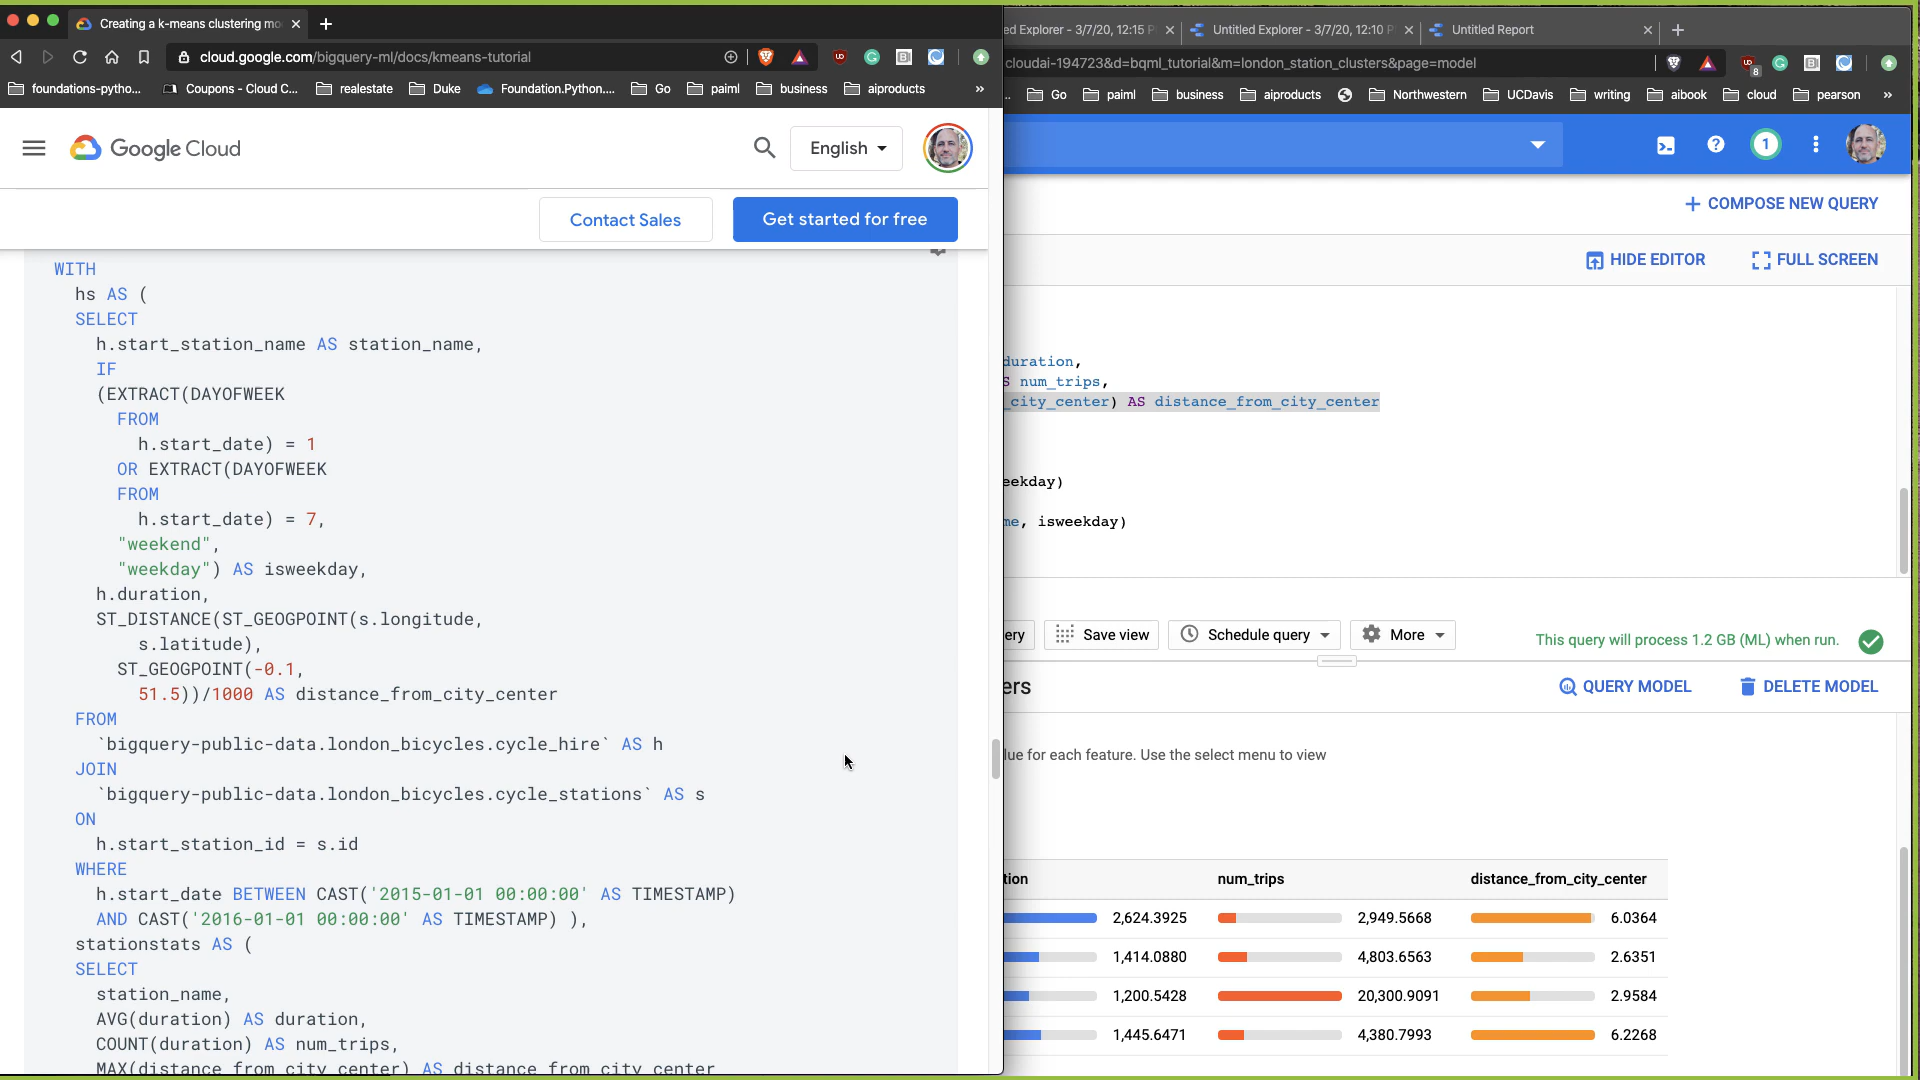 Creating a k-means clustering mo
cloud.google.com/bigquery-ml/docs/kmeans-tutorial
foundations-pytho...
Coupons - Cloud C...
realestate
Duke
Foundation.Python....
Go
paiml
business
aiproducts
»
Google Cloud
English
Contact Sales
Get started for free
WITH
hs AS (
SELECT
h.start_station_name AS station_name,
IF
(EXTRACT(DAYOFWEEK
FROM
h.start_date) = 1
OR EXTRACT(DAYOFWEEK
FROM
h.start_date) = 7,
"weekend",
"weekday") AS isweekday,
h.duration,
ST_DISTANCE(ST_GEOGPOINT(s.longitude,
s.latitude),
ST_GEOGPOINT(-0.1,
51.5))/1000 AS distance_from_city_center
FROM
`bigquery-public-data.london_bicycles.cycle_hire` AS h
JOIN
`bigquery-public-data.london_bicycles.cycle_stations` AS s
ON
h.start_station_id = s.id
WHERE
h.start_date BETWEEN CAST('2015-01-01 00:00:00' AS TIMESTAMP)
AND CAST('2016-01-01 00:00:00' AS TIMESTAMP) ),
stationstats AS (
SELECT
station_name,
AVG(duration) AS duration,
COUNT(duration) AS num_trips,
MAX(distance_from_city_center) AS distance_from_city_center
ed Explorer - 3/7/20, 12:15 P
Untitled Explorer - 3/7/20, 12:10 P
Untitled Report
cloudai-194723&d=bqml_tutorial&m=london_station_clusters&page=model
8
Go
paiml
business
aiproducts
Northwestern
UCDavis
writing
aibook
cloud
pearson
»
1
COMPOSE NEW QUERY
HIDE EDITOR
FULL SCREEN
duration,
S num_trips,
_city_center) AS distance_from_city_center
eekday)
me, isweekday)
ery
Save view
Schedule query
More
This query will process 1.2 GB (ML) when run.
ers
QUERY MODEL
DELETE MODEL
lue for each feature. Use the select menu to view
tion num_trips distance_from_city_center
2,624.3925 2,949.5668 6.0364
1,414.0880 4,803.6563 2.6351
1,200.5428 20,300.9091 2.9584
1,445.6471 4,380.7993 6.2268